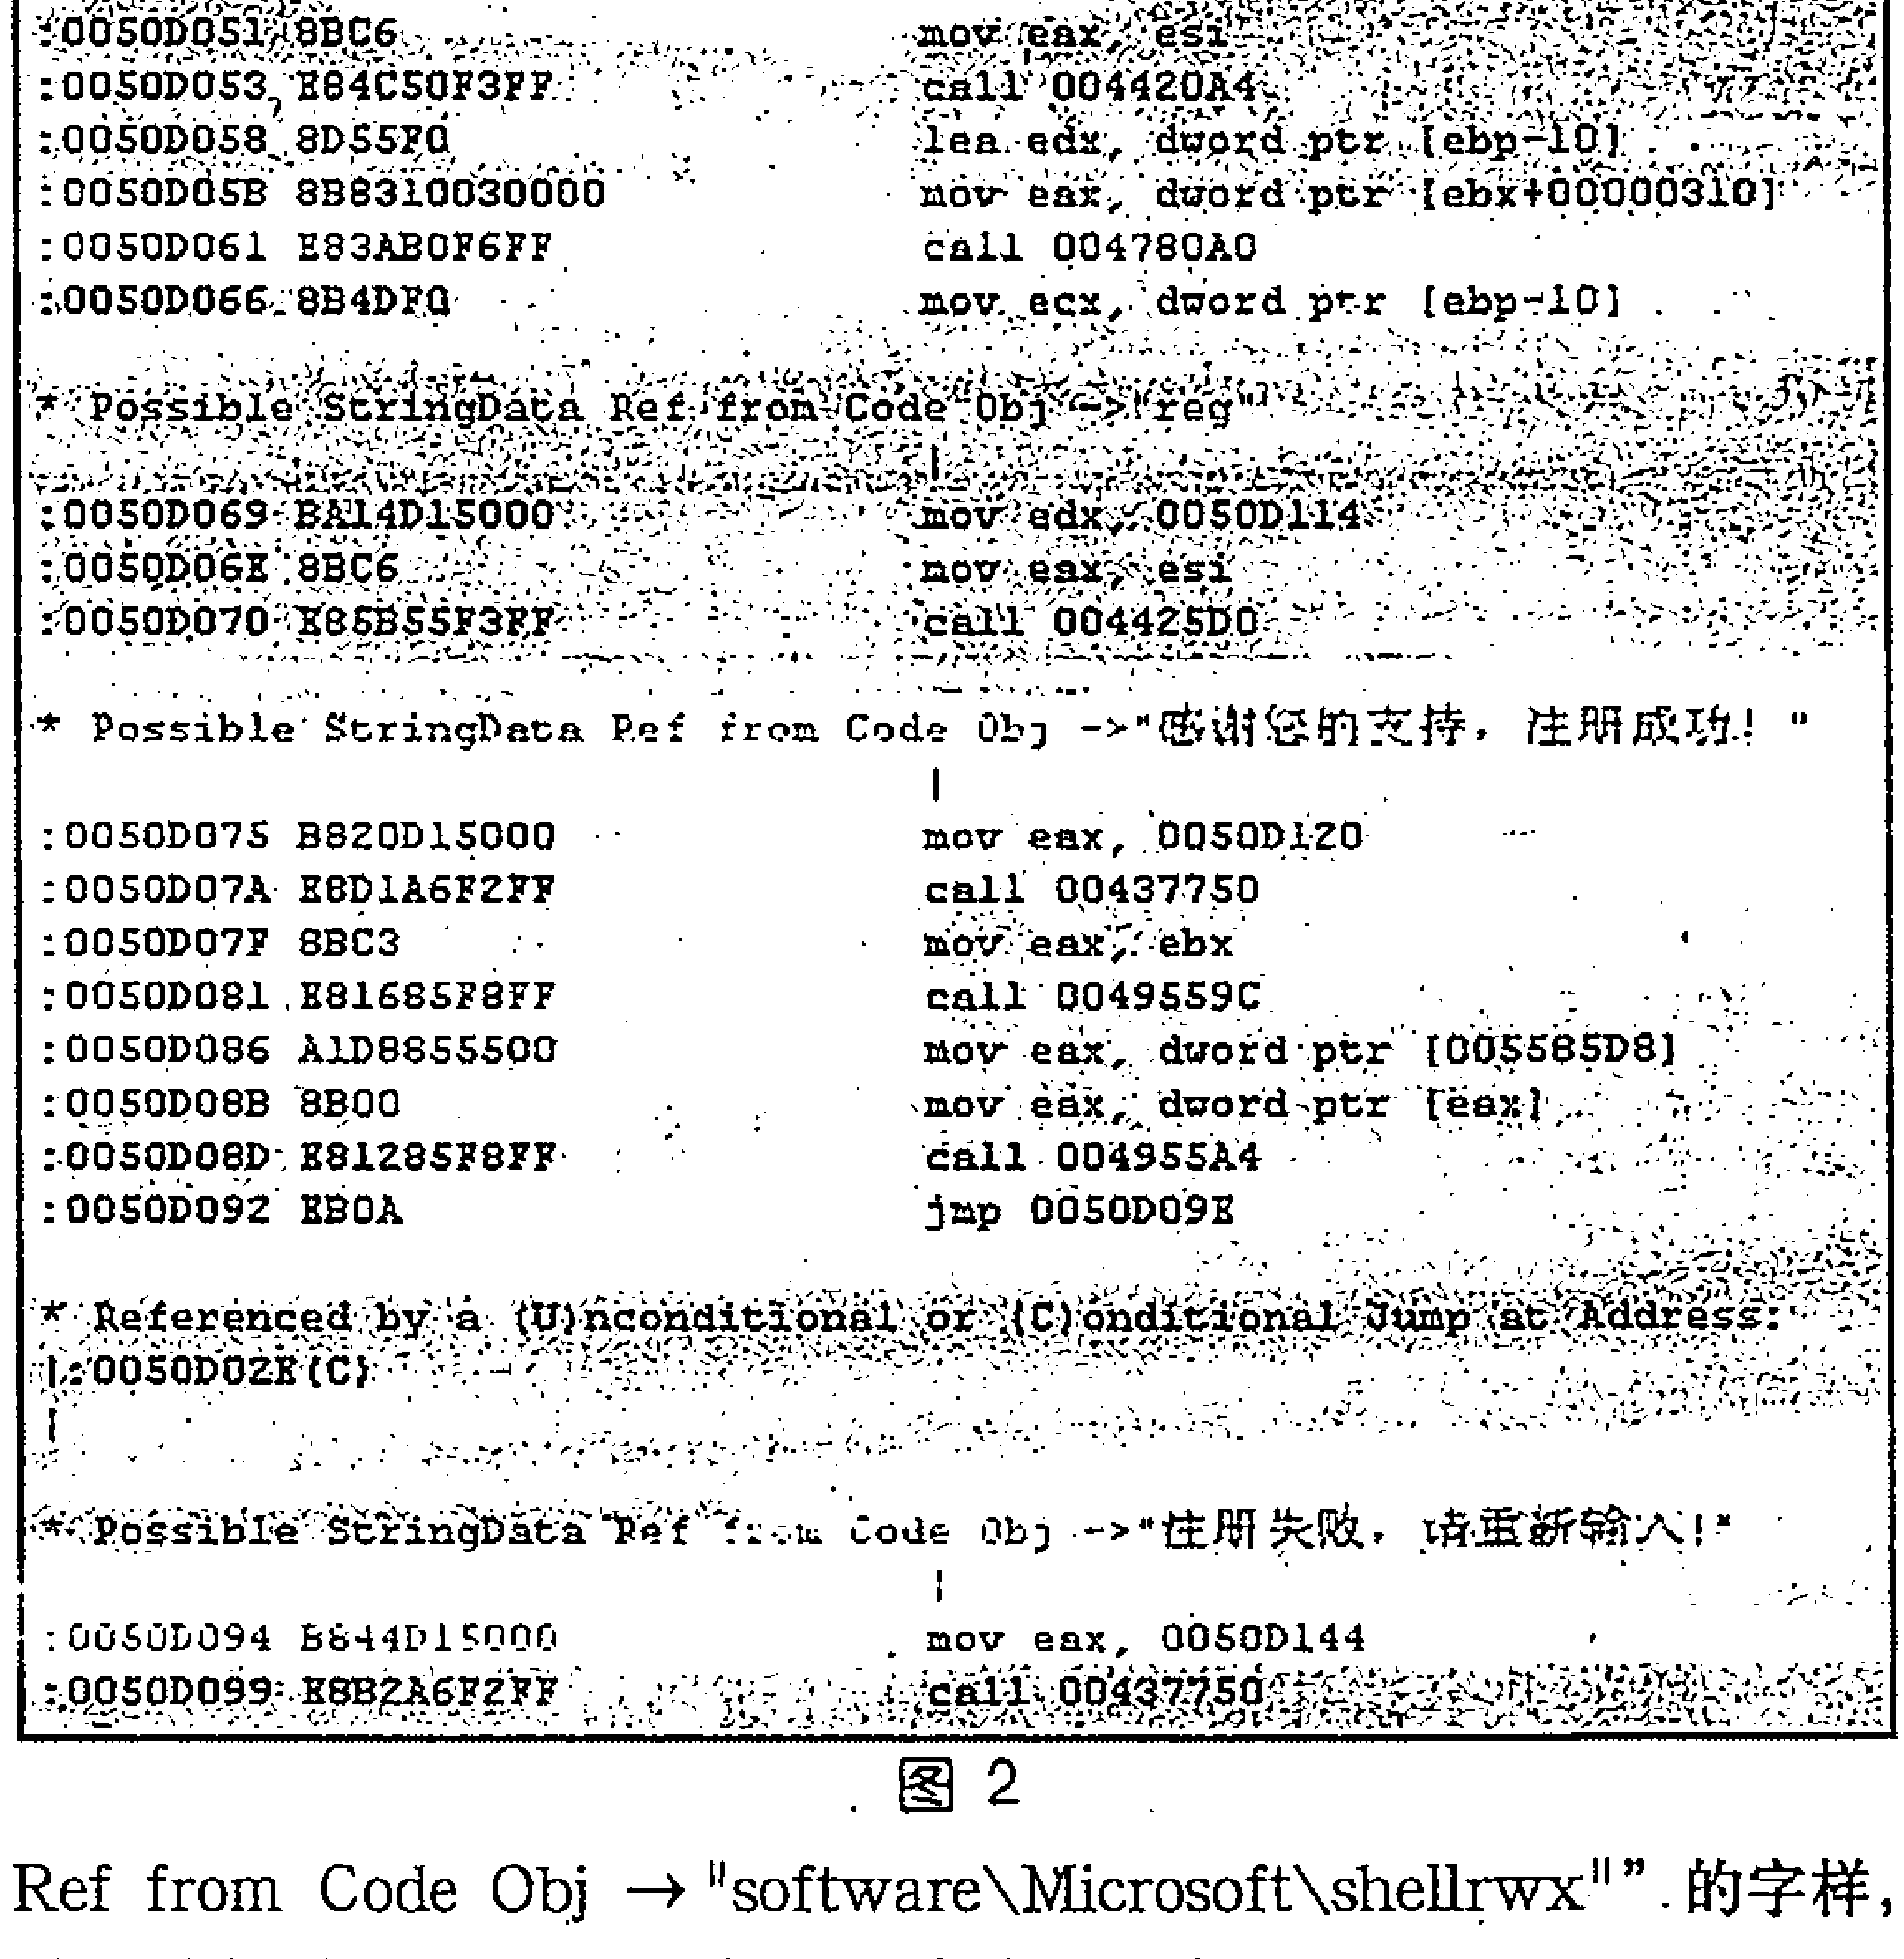 :0050D051 8BC6 mov eax, esi
:0050D053 E84C50F3FF call 004420A4
:0050D058 8D55F0 lea edx, dword ptr [ebp-10]
:0050D05B 8B8310030000 mov eax, dword ptr [ebx+00000310]
:0050D061 E83AB0F6FF call 004780A0
:0050D066 8B4DF0 mov ecx, dword ptr [ebp-10]
* Possible StringData Ref from Code Obj ->"reg"
|
:0050D069 BA14D15000 mov edx, 0050D114
:0050D06E 8BC6 mov eax, esi
:0050D070 E85B55F3FF call 004425D0
* Possible StringData Ref from Code Obj ->"感谢您的支持，注册成功！"
|
:0050D075 B820D15000 mov eax, 0050D120
:0050D07A E8D1A6F2FF call 00437750
:0050D07F 8BC3 mov eax, ebx
:0050D081 E81685F8FF call 0049559C
:0050D086 A1D8855500 mov eax, dword ptr [005585D8]
:0050D08B 8B00 mov eax, dword ptr [eax]
:0050D08D E81285F8FF call 004955A4
:0050D092 EB0A jmp 0050D09E
* Referenced by a (U)nconditional or (C)onditional Jump at Address:
|:0050D02E(C)
|
* Possible StringData Ref from Code Obj ->"注册失败，请重新输入!"
|
:0050D094 B844D15000 mov eax, 0050D144
:0050D099 E8B2A6F2FF call 00437750
图 2
Ref from Code Obj →"software\Microsoft\shellrwx"”的字样,